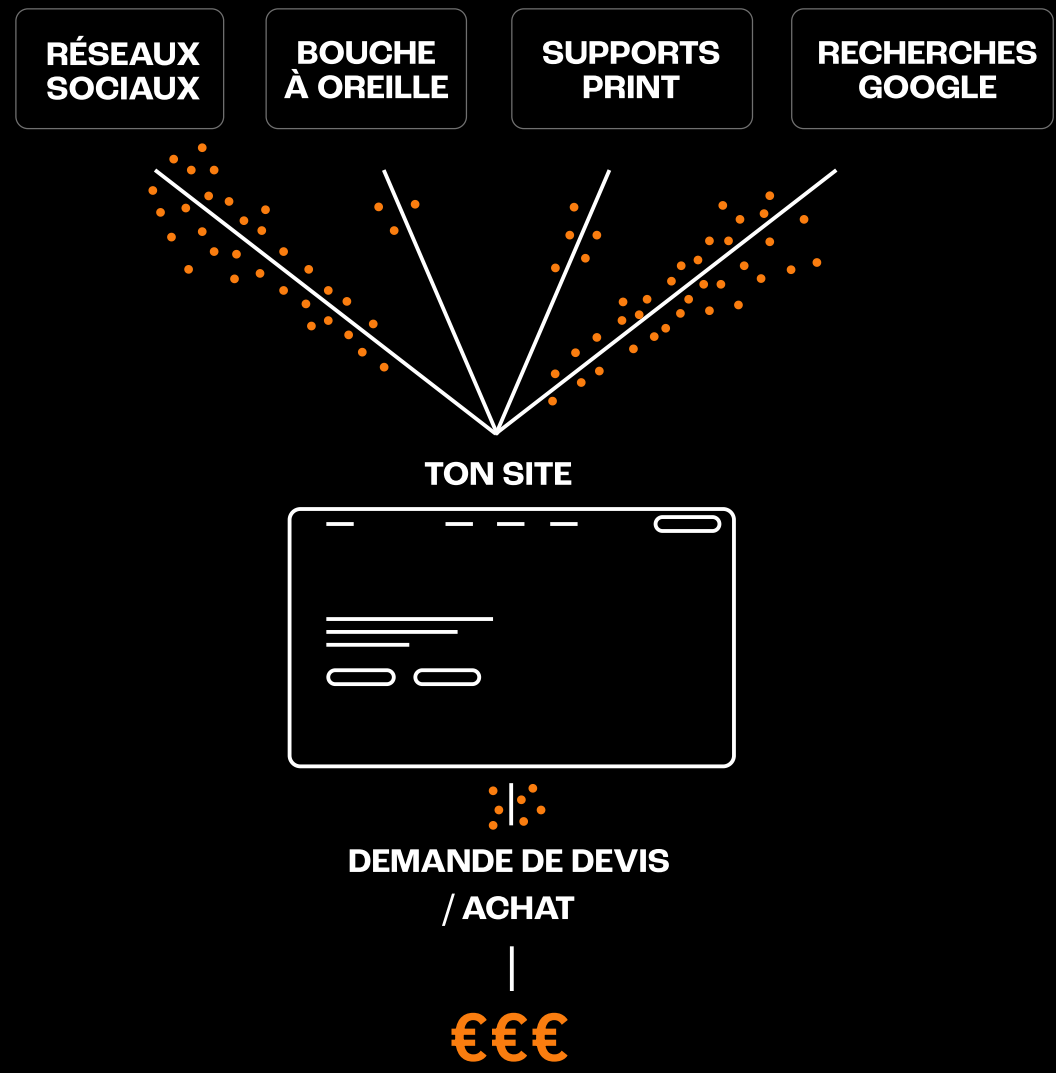 RÉSEAUX
SOCIAUX
BOUCHE
À OREILLE
SUPPORTS
PRINT
RECHERCHES
GOOGLE
TON SITE
DEMANDE DE DEVIS
/ ACHAT
€€€